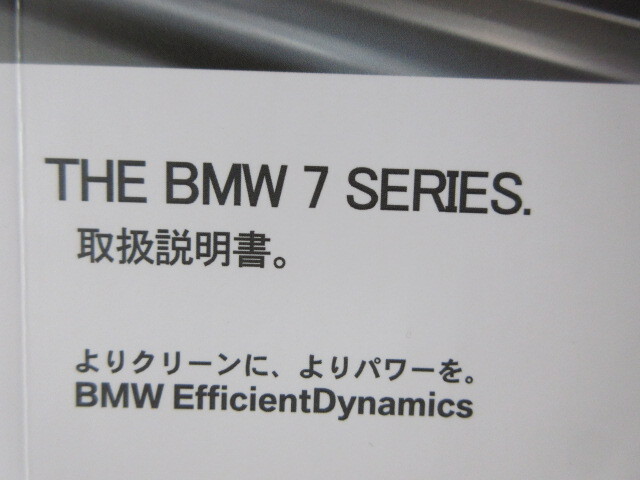 THE BMW 7 SERIES.
取扱説明書。
よりクリーンに、よりパワーを。
BMW EfficientDynamics